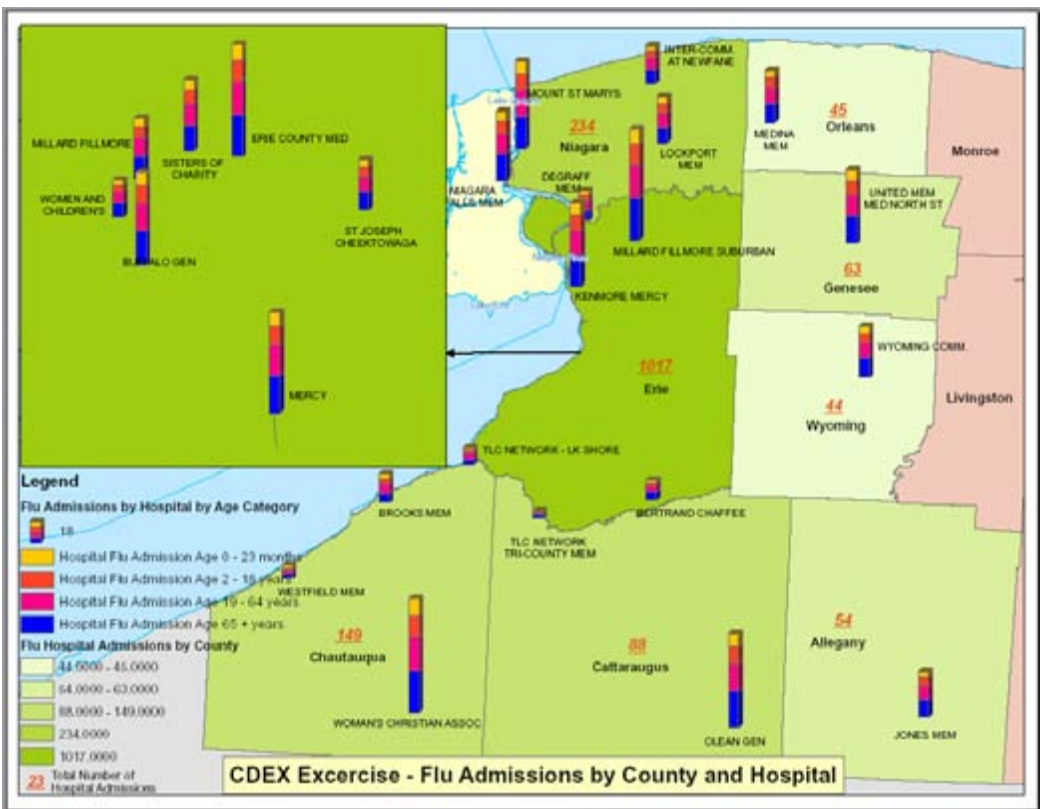 INTER-COMM.
AT NEWFANE
MOUNT ST MARYS
234
Niagara
LOCKPORT
MEM
MEDINA
MEM
45
Orleans
Monroe
MILLARD FILLMORE
SISTERS OF
CHARITY
ERIE COUNTY MED
WOMEN AND
CHILDREN'S
ST JOSEPH
CHEEKTOWAGA
BUFFALO GEN
MERCY
NIAGARA
FALLS MEM
DEGRAFF
MEM
MILLARD FILLMORE SUBURBAN
KENMORE MERCY
UNITED MEM
MED NORTH ST
63
Genesee
WYOMING COMM.
1017
Erie
44
Wyoming
Livingston
TLC NETWORK - LK SHORE
BROOKS MEM
BERTRAND CHAFFEE
TLC NETWORK
TRI-COUNTY MEM
WESTFIELD MEM
149
Chautauqua
88
Cattaraugus
54
Allegany
WOMAN'S CHRISTIAN ASSOC.
OLEAN GEN
JONES MEM
Legend
Flu Admissions by Hospital by Age Category
18
Hospital Flu Admission Age 0 - 23 months
Hospital Flu Admission Age 2 - 18 years
Hospital Flu Admission Age 19 - 64 years
Hospital Flu Admission Age 65 + years
Flu Hospital Admissions by County
44.0000 - 45.0000
54.0000 - 63.0000
88.0000 - 149.0000
234.0000
1017.0000
23 Total Number of
Hospital Admissions
CDEX Excercise - Flu Admissions by County and Hospital